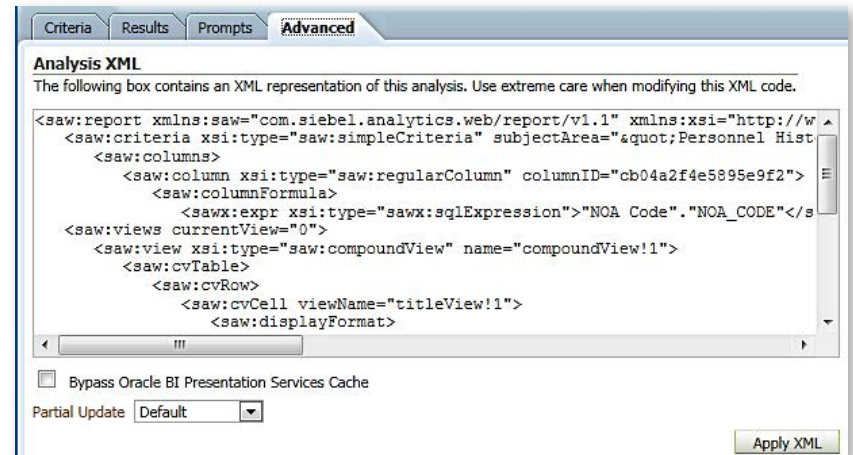 Criteria Results Prompts Advanced
Analysis XML
The following box contains an XML representation of this analysis. Use extreme care when modifying this XML code.
<saw:report xmlns:saw="com.siebel.analytics.web/report/v1.1" xmlns:xsi="http://w
<saw:criteria xsi:type="saw:simpleCriteria" subjectArea="&quot;Personnel Hist
<saw:columns>
<saw:column xsi:type="saw:regularColumn" columnID="cb04a2f4e5895e9f2">
<saw:columnFormula>
<sawx:expr xsi:type="sawx:sqlExpression">"NOA Code"."NOA_CODE"</s
<saw:views currentView="0">
<saw:view xsi:type="saw:compoundView" name="compoundView!1">
<saw:cvTable>
<saw:cvRow>
<saw:cvCell viewName="titleView!1">
<saw:displayFormat>
Bypass Oracle BI Presentation Services Cache
Partial Update Default
Apply XML